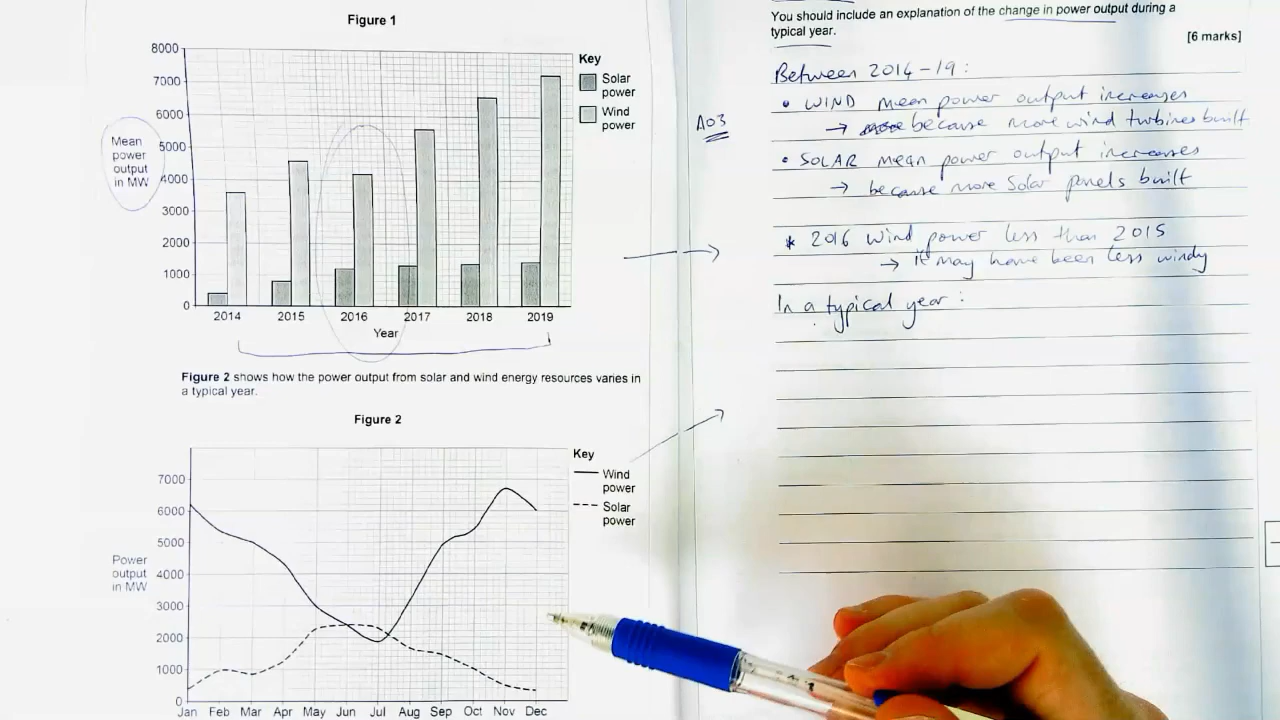 Figure 1
8000
7000
6000
5000
4000
3000
2000
1000
0
Mean
power
output
in MW
2014 2015 2016 2017 2018 2019
Year
Key
Solar
power
Wind
power
Figure 2 shows how the power output from solar and wind energy resources varies in
a typical year.
Figure 2
7000
6000
5000
4000
3000
2000
1000
0
Power
output
in MW
Jan Feb Mar Apr May Jun Jul Aug Sep Oct Nov Dec
Key
Wind
power
Solar
power
AO3
You should include an explanation of the change in power output during a
typical year.
[6 marks]
Between 2014-19:
• WIND mean power output increases
→ because more wind turbines built
• SOLAR mean power output increases
→ because more Solar panels built
* 2016 wind power less than 2015
→ it may have been less windy
In a typical year: